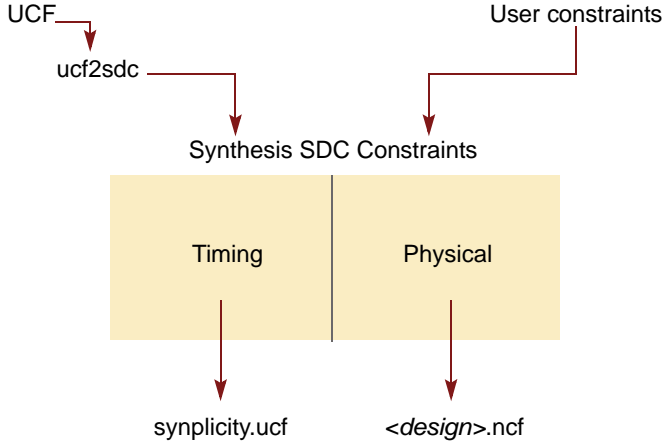 UCF
User constraints
ucf2sdc
Synthesis SDC Constraints
Timing
Physical
synplicity.ucf
<design>.ncf